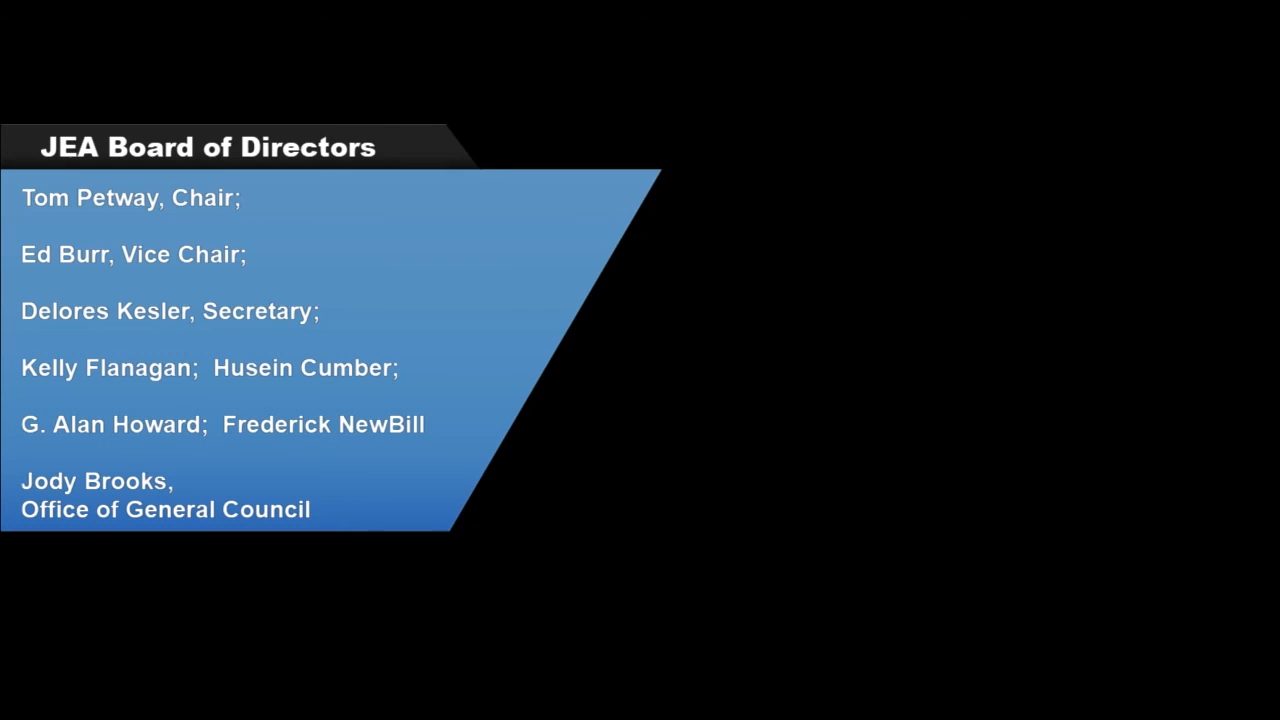 JEA Board of Directors
Tom Petway, Chair;
Ed Burr, Vice Chair;
Delores Kesler, Secretary;
Kelly Flanagan;  Husein Cumber;
G. Alan Howard;  Frederick NewBill
Jody Brooks,
Office of General Council